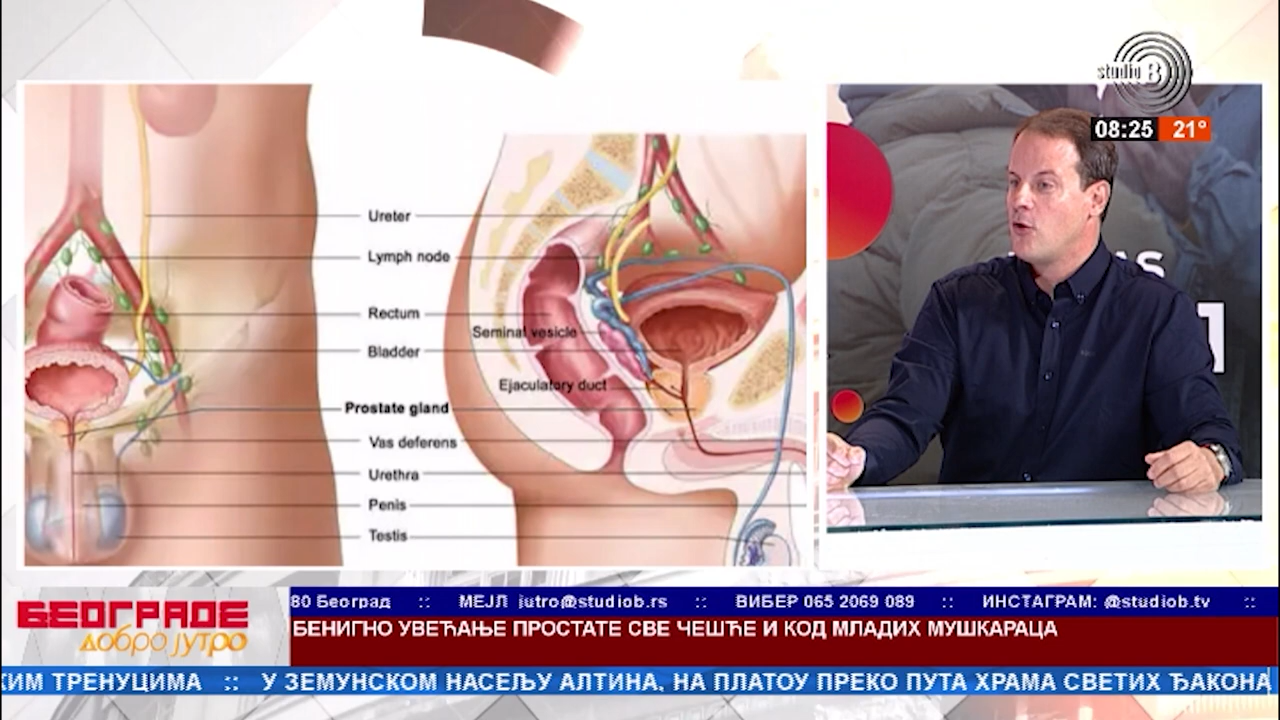 studio B
08:25 21°
Ureter
Lymph node
Rectum
Seminal vesicle
Bladder
Ejaculatory duct
Prostate gland
Vas deferens
Urethra
Penis
Testis
БЕОГРАДЕ
добро јутро
80 Београд :: МЕЈЛ jutro@studiob.rs :: ВИБЕР 065 2069 089 :: ИНСТАГРАМ: @studiob.tv ::
БЕНИГНО УВЕЋАЊЕ ПРОСТАТЕ СВЕ ЧЕШЋЕ И КОД МЛАДИХ МУШКАРАЦА
КИМ ТРЕНУЦИМА :: У ЗЕМУНСКОМ НАСЕЉУ АЛТИНА, НА ПЛАТОУ ПРЕКО ПУТА ХРАМА СВЕТИХ ЂАКОНА